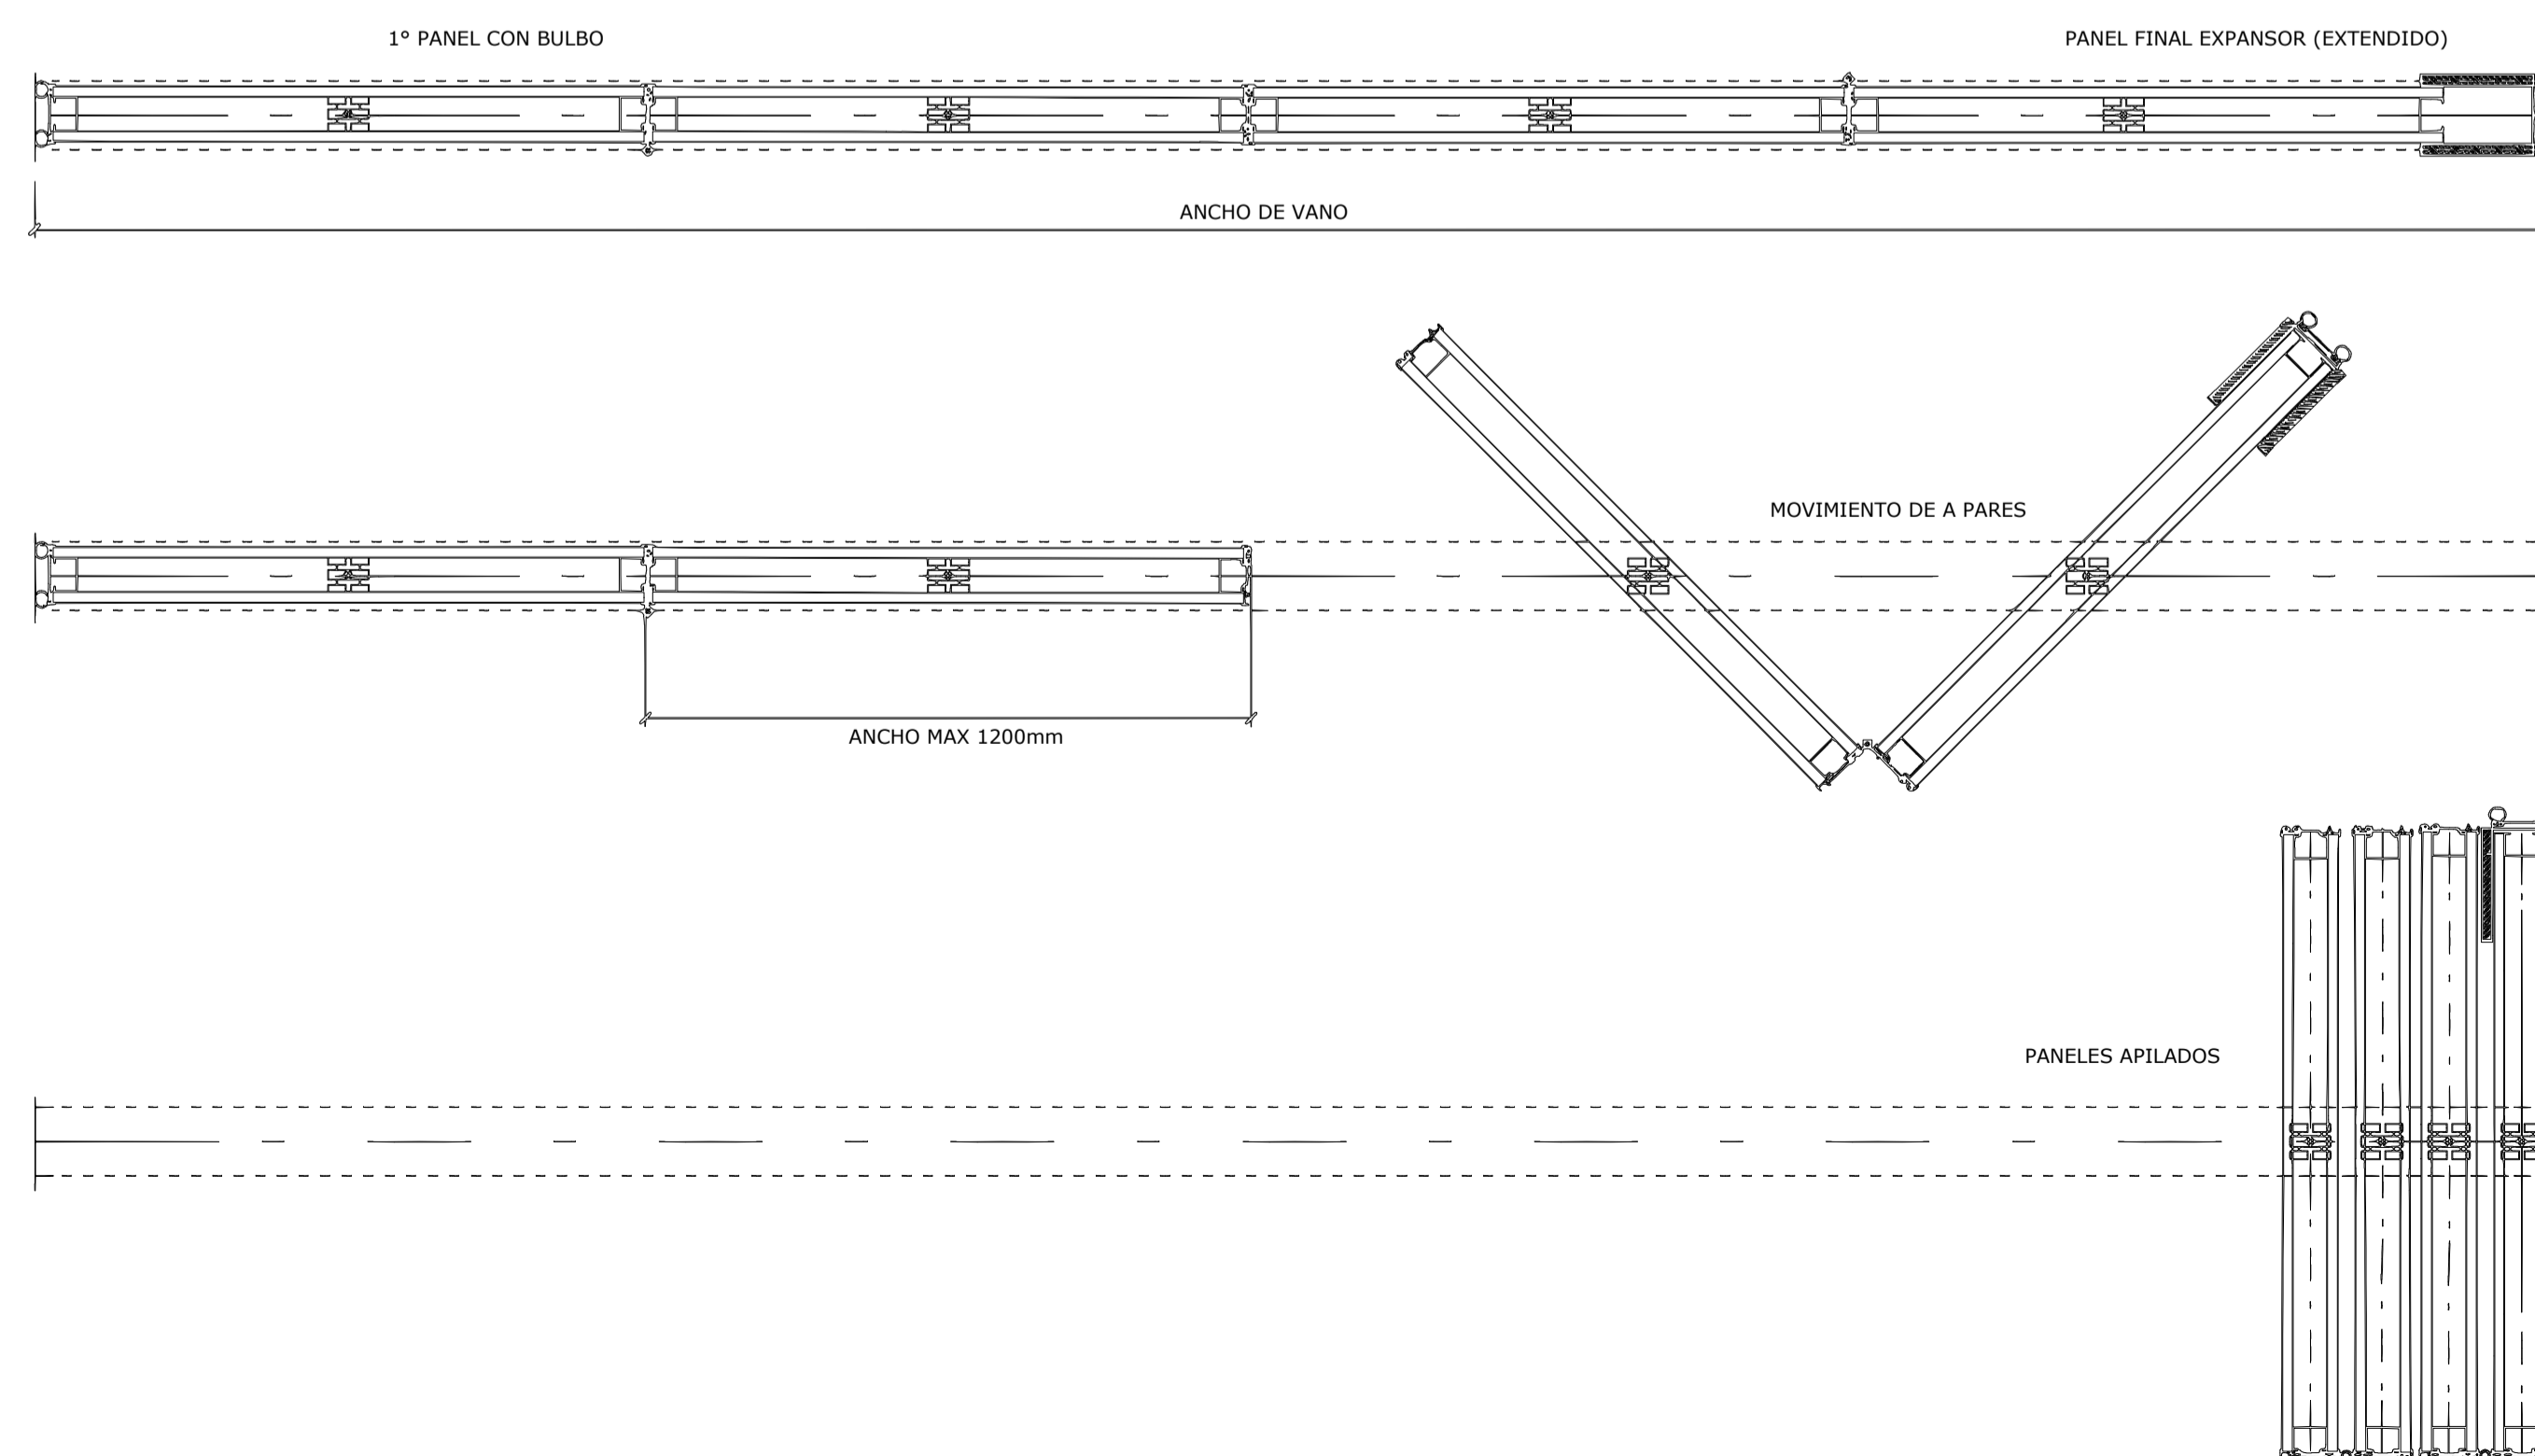 1° PANEL CON BULBO
PANEL FINAL EXPANSOR (EXTENDIDO)
ANCHO DE VANO
MOVIMIENTO DE A PARES
ANCHO MAX 1200mm
PANELES APILADOS